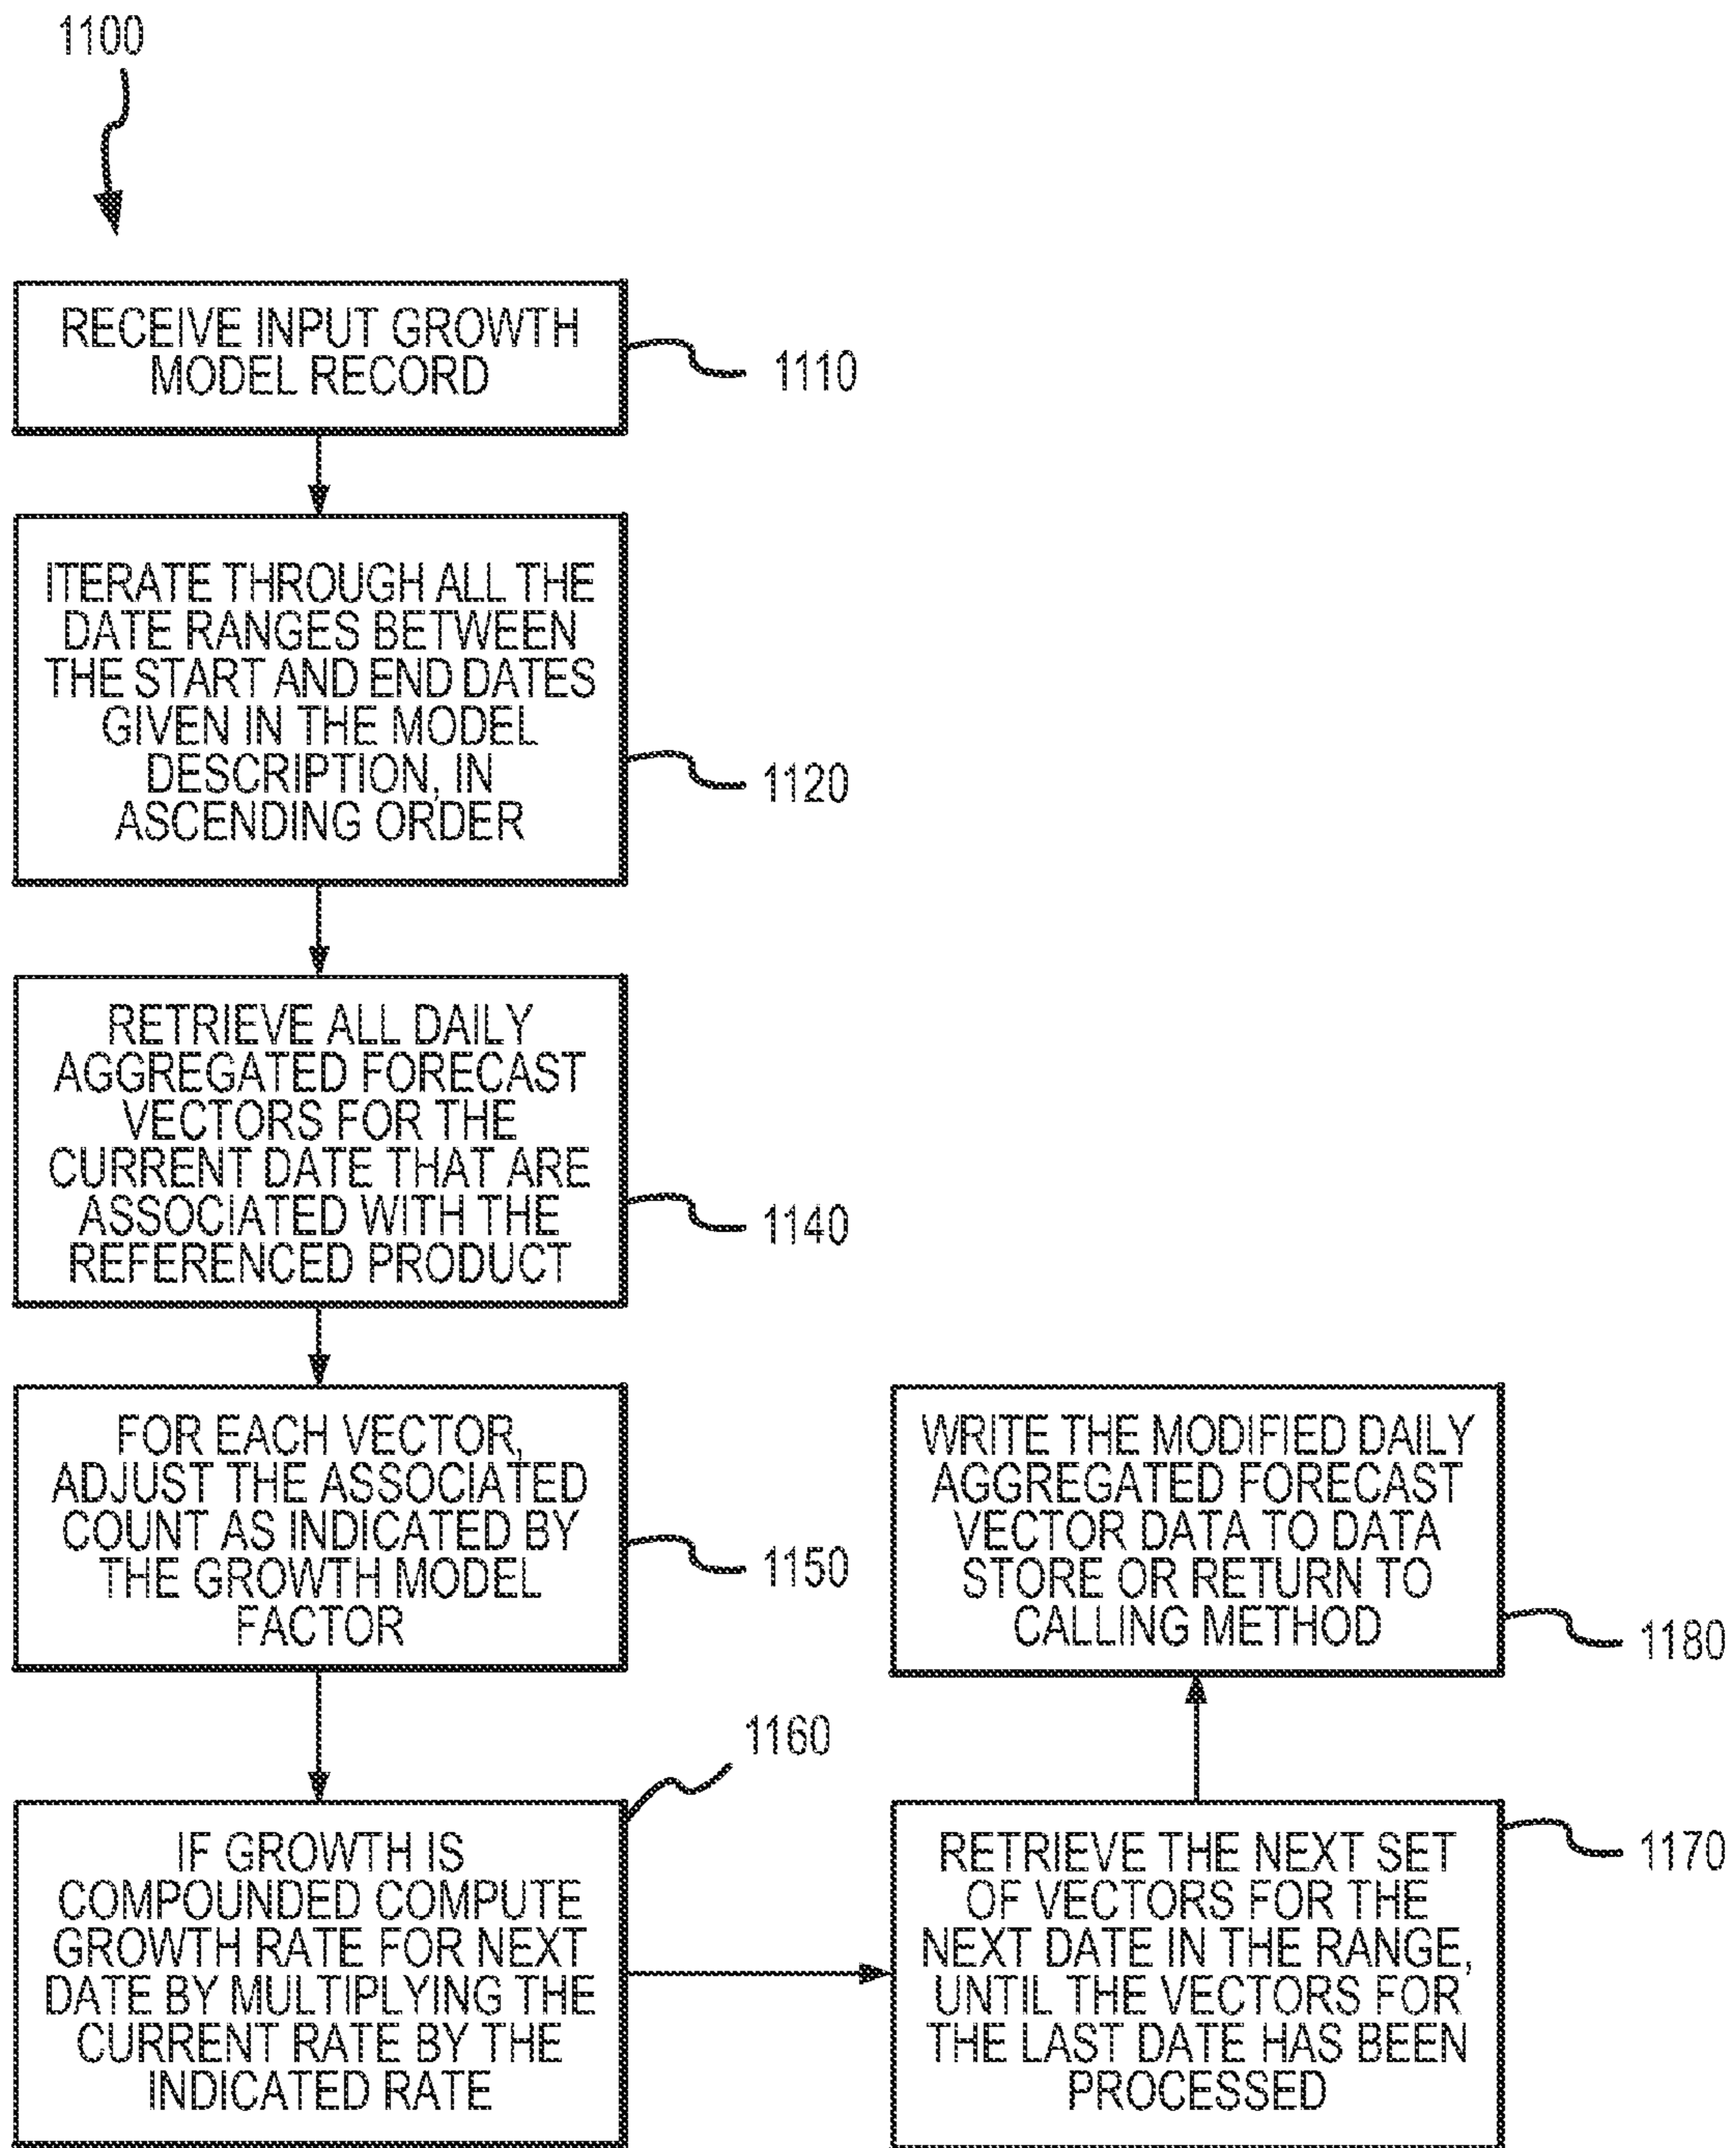 1100
RECEIVE INPUT GROWTH
MODEL RECORD
1110
ITERATE THROUGH ALL THE
DATE RANGES BETWEEN
THE START AND END DATES
GIVEN IN THE MODEL
DESCRIPTION, IN
ASCENDING ORDER
1120
RETRIEVE ALL DAILY
AGGREGATED FORECAST
VECTORS FOR THE
CURRENT DATE THAT ARE
ASSOCIATED WITH THE
REFERENCED PRODUCT
1140
FOR EACH VECTOR,
ADJUST THE ASSOCIATED
COUNT AS INDICATED BY
THE GROWTH MODEL
FACTOR
1150
IF GROWTH IS
COMPOUNDED COMPUTE
GROWTH RATE FOR NEXT
DATE BY MULTIPLYING THE
CURRENT RATE BY THE
INDICATED RATE
1160
RETRIEVE THE NEXT SET
OF VECTORS FOR THE
NEXT DATE IN THE RANGE,
UNTIL THE VECTORS FOR
THE LAST DATE HAS BEEN
PROCESSED
1170
WRITE THE MODIFIED DAILY
AGGREGATED FORECAST
VECTOR DATA TO DATA
STORE OR RETURN TO
CALLING METHOD
1180